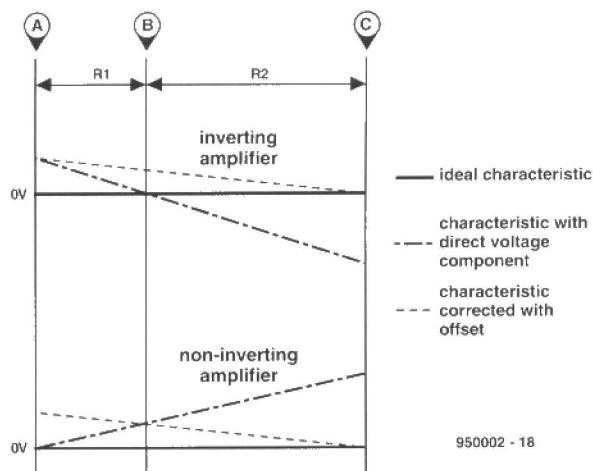 A B C
R1 R2
inverting
amplifier
0V
ideal characteristic
characteristic with
direct voltage
component
characteristic
corrected with
offset
non-inverting
amplifier
0V
950002 - 18